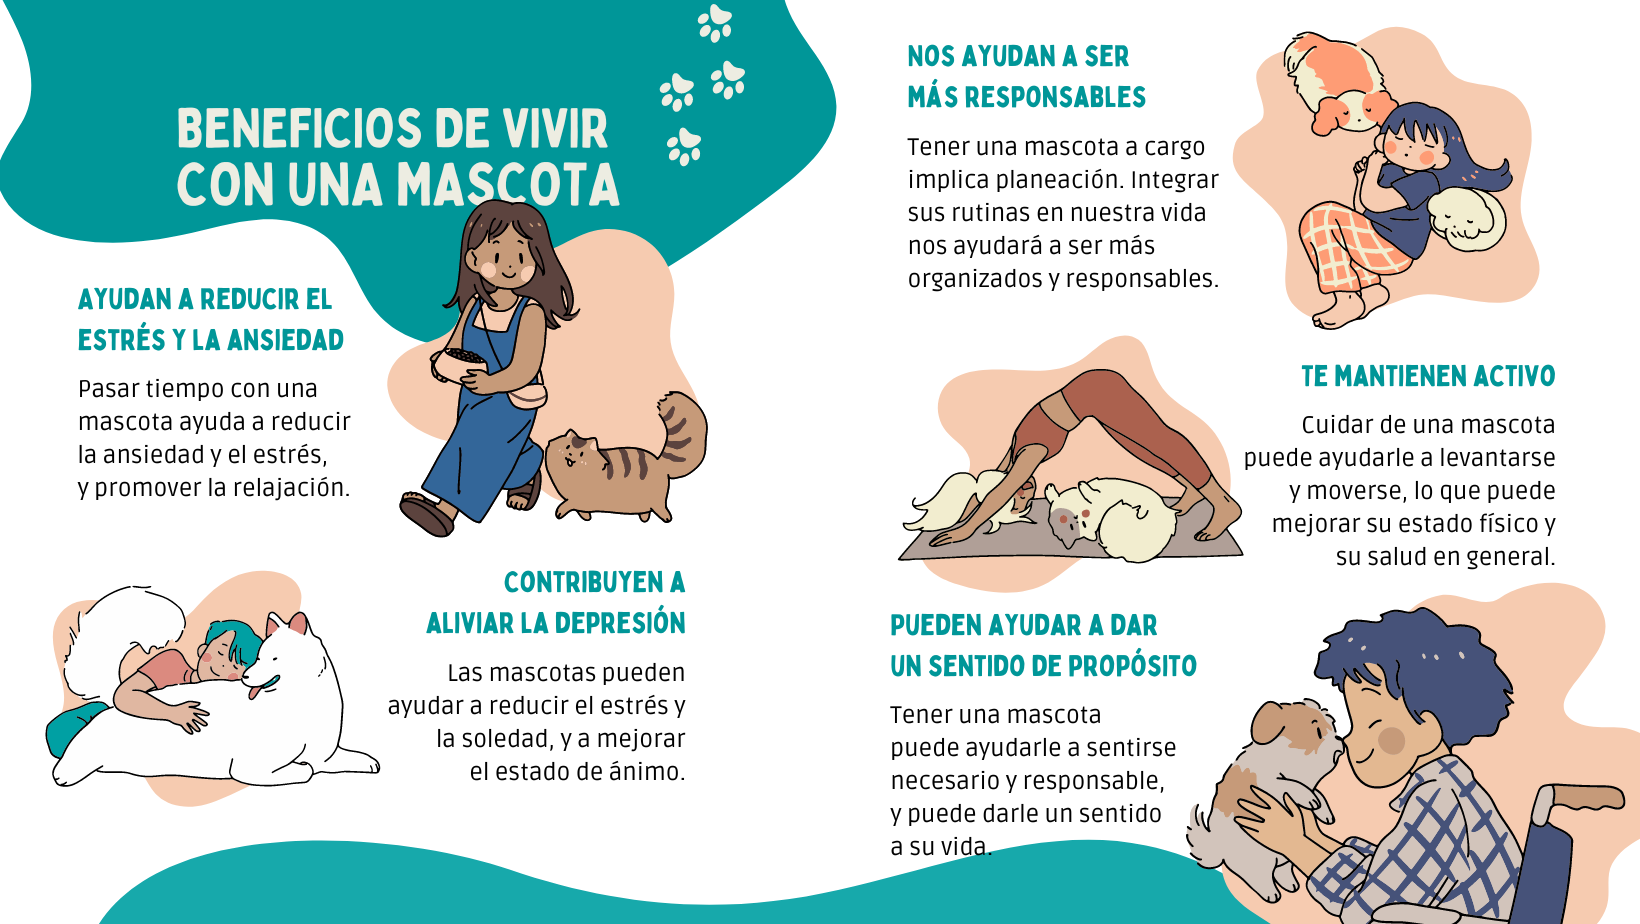 BENEFICIOS DE VIVIR
CON UNA MASCOTA
AYUDAN A REDUCIR EL
ESTRÉS Y LA ANSIEDAD
Pasar tiempo con una
mascota ayuda a reducir
la ansiedad y el estrés,
y promover la relajación.
CONTRIBUYEN A
ALIVIAR LA DEPRESIÓN
Las mascotas pueden
ayudar a reducir el estrés y
la soledad, y a mejorar
el estado de ánimo.
NOS AYUDAN A SER
MÁS RESPONSABLES
Tener una mascota a cargo
implica planeación. Integrar
sus rutinas en nuestra vida
nos ayudará a ser más
organizados y responsables.
TE MANTIENEN ACTIVO
Cuidar de una mascota
puede ayudarle a levantarse
y moverse, lo que puede
mejorar su estado físico y
su salud en general.
PUEDEN AYUDAR A DAR
UN SENTIDO DE PROPÓSITO
Tener una mascota
puede ayudarle a sentirse
necesario y responsable,
y puede darle un sentido
a su vida.